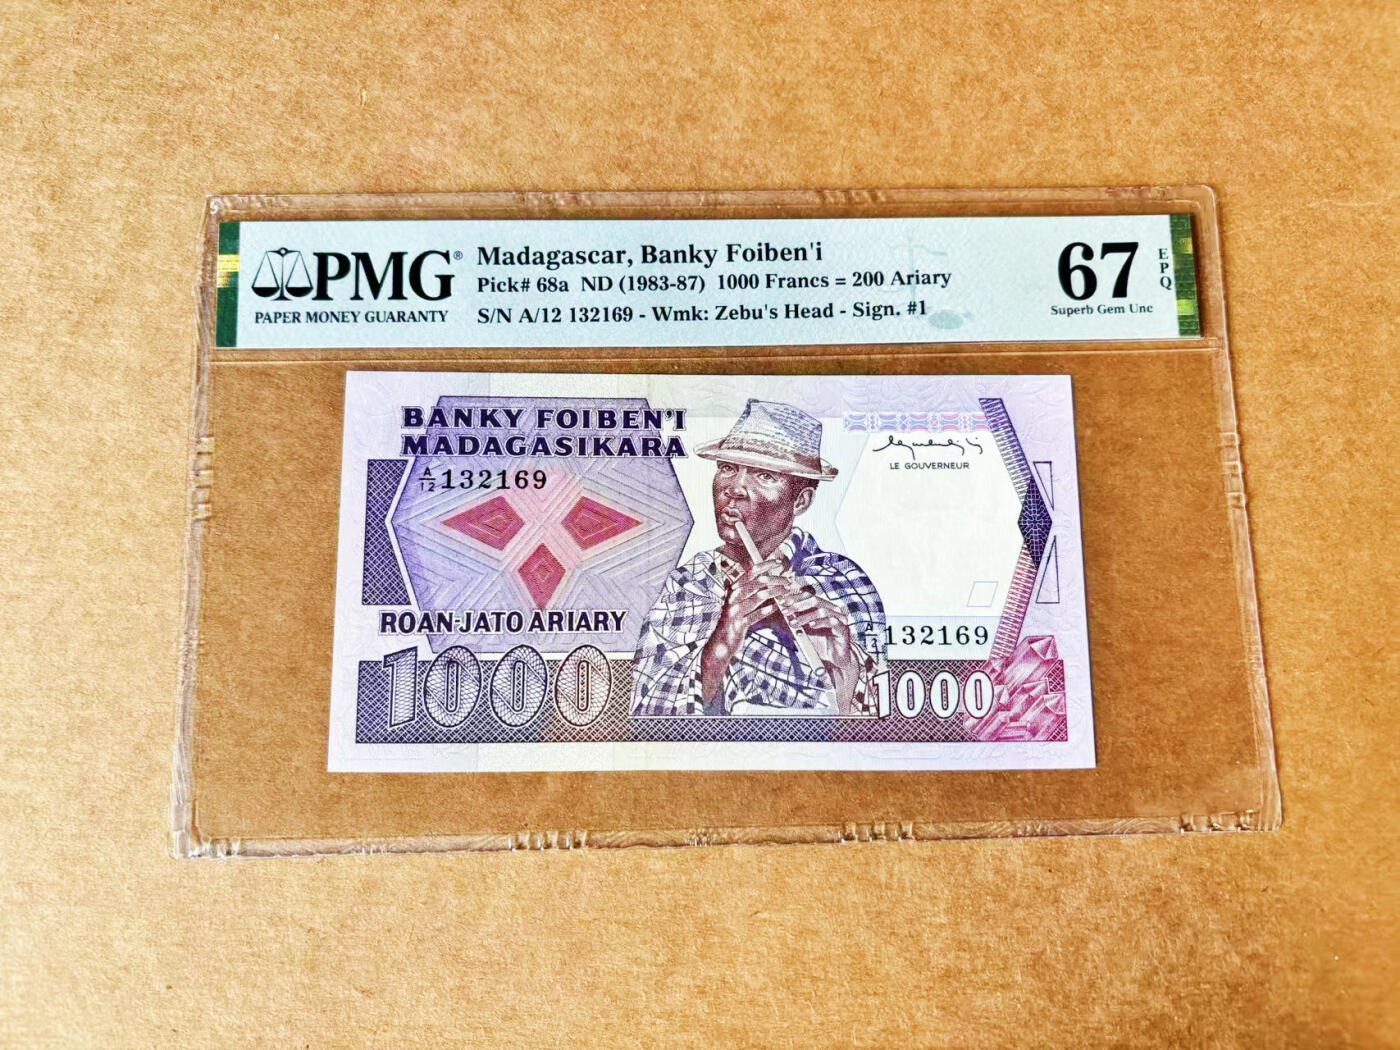 PMG®
PAPER MONEY GUARANTY
Madagascar, Banky Foiben'i
Pick# 68a ND (1983-87) 1000 Francs = 200 Ariary
S/N A/12 132169 - Wmk: Zebu's Head - Sign. #1
67 EPQ
Superb Gem Unc
BANKY FOIBEN'I
MADAGASIKARA
A/12 132169
LE GOUVERNEUR
ROAN-JATO ARIARY
A/12 132169
1000
1000